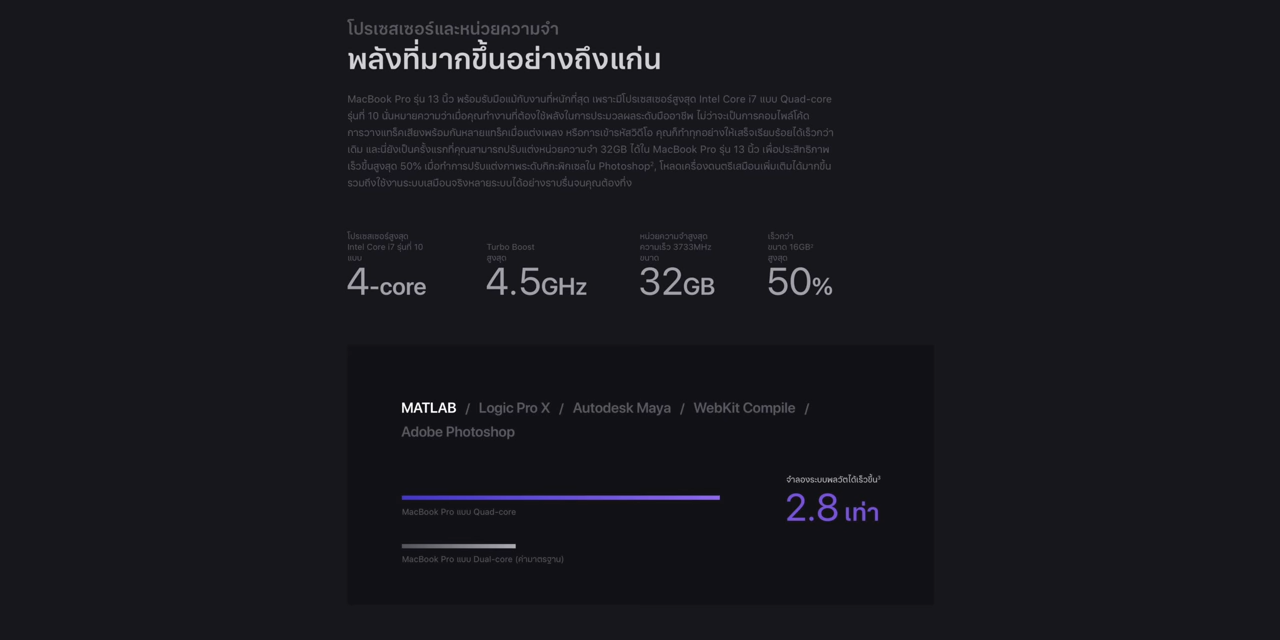 โปรเซสเซอร์และหน่วยความจำ
พลังที่มากขึ้นอย่างถึงแก่น
MacBook Pro รุ่น 13 นิ้ว พร้อมรับมือแม้กับงานที่หนักที่สุด เพราะมีโปรเซสเซอร์สูงสุด Intel Core i7 แบบ Quad-core
รุ่นที่ 10 นั่นหมายความว่าเมื่อคุณทำงานที่ต้องใช้พลังในการประมวลผลระดับมืออาชีพ ไม่ว่าจะเป็นการคอมไพล์โค้ด
การวางแทร็คเสียงพร้อมกันหลายแทร็คเมื่อแต่งเพลง หรือการเข้ารหัสวิดีโอ คุณก็ทำทุกอย่างให้เสร็จเรียบร้อยได้เร็วกว่า
เดิม และนี่ยังเป็นครั้งแรกที่คุณสามารถปรับแต่งหน่วยความจำ 32GB ได้ใน MacBook Pro รุ่น 13 นิ้ว เพื่อประสิทธิภาพ
เร็วขึ้นสูงสุด 50% เมื่อทำการปรับแต่งภาพระดับกิกะพิกเซลใน Photoshop², โหลดเครื่องดนตรีเสมือนเพิ่มเติมได้มากขึ้น
รวมถึงใช้งานระบบเสมือนจริงหลายระบบได้อย่างราบรื่นจนคุณต้องทึ่ง
โปรเซสเซอร์สูงสุด
Intel Core i7 รุ่นที่ 10
แบบ
4-core
Turbo Boost
สูงสุด
4.5GHz
หน่วยความจำสูงสุด
ความเร็ว 3733MHz
ขนาด
32GB
เร็วกว่า
ขนาด 16GB²
สูงสุด
50%
MATLAB / Logic Pro X / Autodesk Maya / WebKit Compile /
Adobe Photoshop
MacBook Pro แบบ Quad-core
MacBook Pro แบบ Dual-core (ค่ามาตรฐาน)
จำลองระบบพลวัตได้เร็วขึ้น³
2.8 เท่า